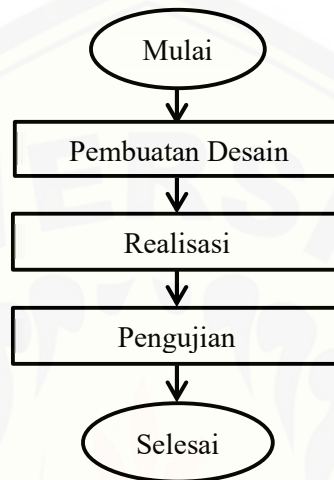 Mulai
Pembuatan Desain
Realisasi
Pengujian
Selesai